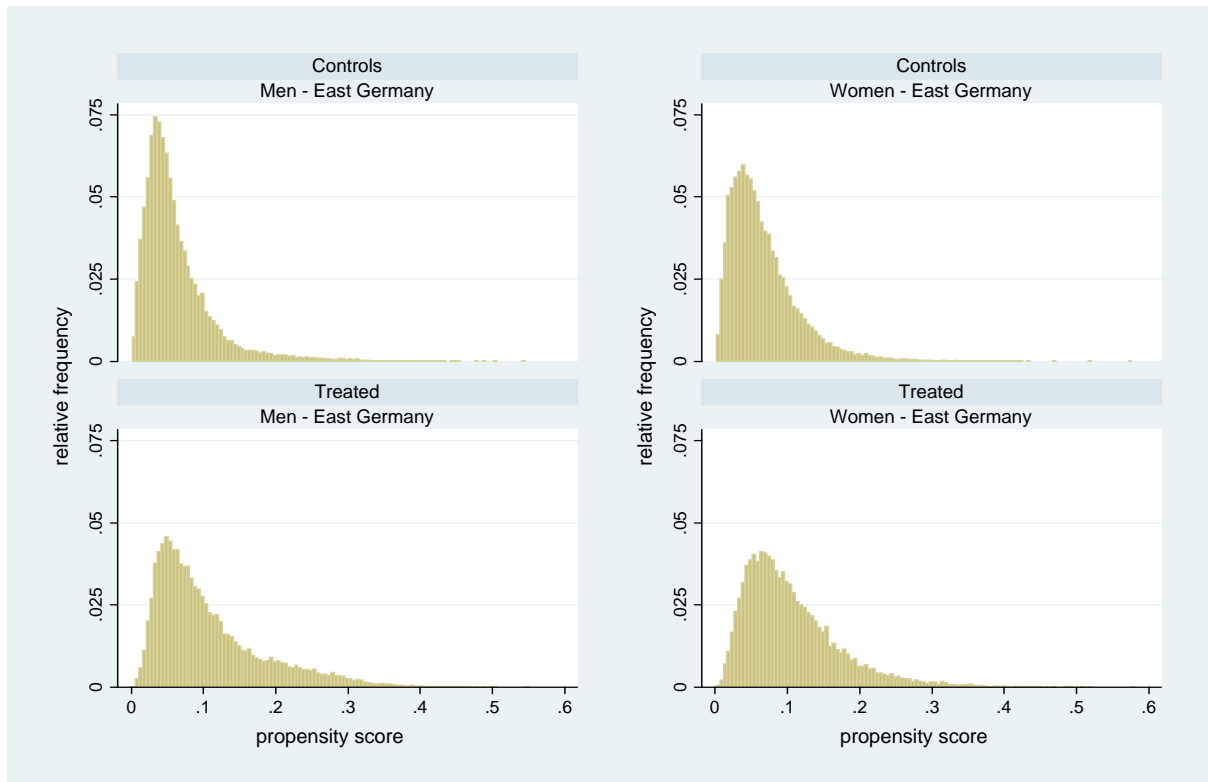 Controls
Men - East Germany
.075
.05
.025
0
Treated
Men - East Germany
.075
.05
.025
0
0 .1 .2 .3 .4 .5 .6
relative frequency
propensity score
Controls
Women - East Germany
.075
.05
.025
0
Treated
Women - East Germany
.075
.05
.025
0
0 .1 .2 .3 .4 .5 .6
relative frequency
propensity score